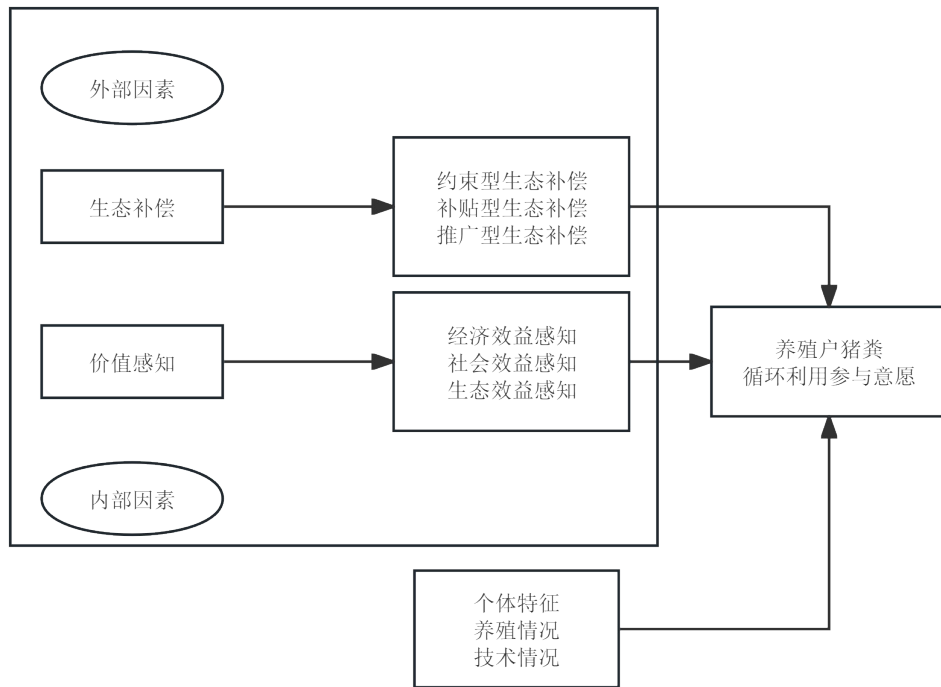 外部因素
生态补偿
约束型生态补偿
补贴型生态补偿
推广型生态补偿
价值感知
经济效益感知
社会效益感知
生态效益感知
养殖户猪粪
循环利用参与意愿
内部因素
个体特征
养殖情况
技术情况